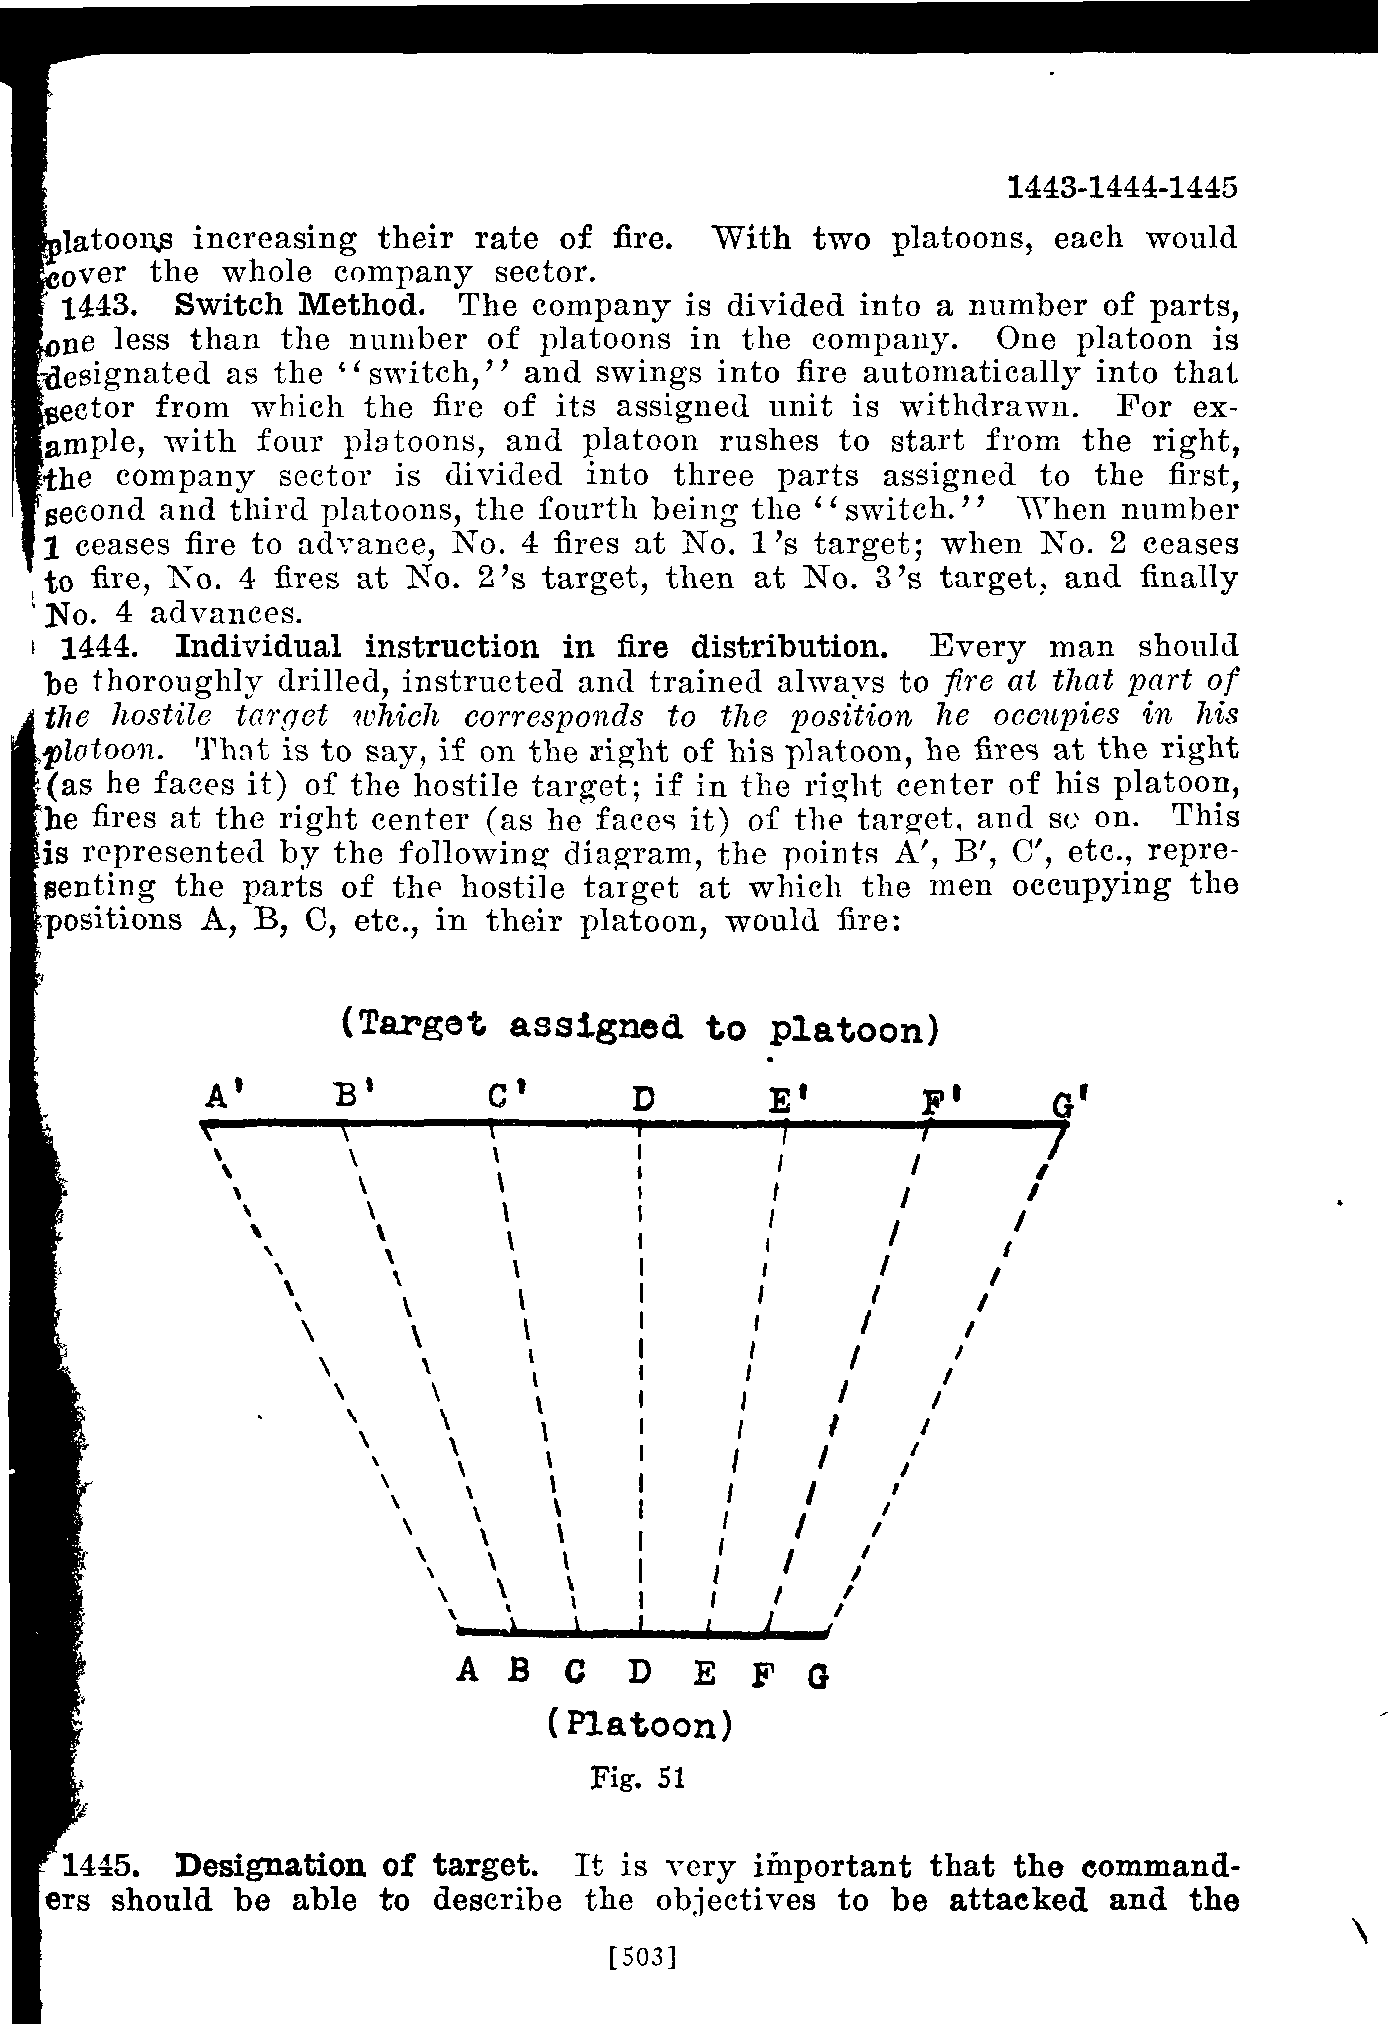 1443-1444-1445
platoons increasing their rate of fire. With two platoons, each would
cover the whole company sector.
1443. Switch Method. The company is divided into a number of parts,
one less than the number of platoons in the company. One platoon is
designated as the ‘‘switch,’’ and swings into fire automatically into that
sector from which the fire of its assigned unit is withdrawn. For ex-
ample, with four platoons, and platoon rushes to start from the right,
the company sector is divided into three parts assigned to the first,
second and third platoons, the fourth being the ‘‘switch.’’ When number
1 ceases fire to advance, No. 4 fires at No. 1’s target; when No. 2 ceases
to fire, No. 4 fires at No. 2’s target, then at No. 3’s target, and finally
No. 4 advances.
1444. Individual instruction in fire distribution. Every man should
be thoroughly drilled, instructed and trained always to fire at that part of
the hostile target which corresponds to the position he occupies in his
platoon. That is to say, if on the right of his platoon, he fires at the right
(as he faces it) of the hostile target; if in the right center of his platoon,
he fires at the right center (as he faces it) of the target, and so on. This
is represented by the following diagram, the points A′, B′, C′, etc., repre-
senting the parts of the hostile target at which the men occupying the
positions A, B, C, etc., in their platoon, would fire:
(Target assigned to platoon)
A' B' C' D E' F' G'
A B C D E F G
(Platoon)
Fig. 51
1445. Designation of target. It is very important that the command-
ers should be able to describe the objectives to be attacked and the
[503]